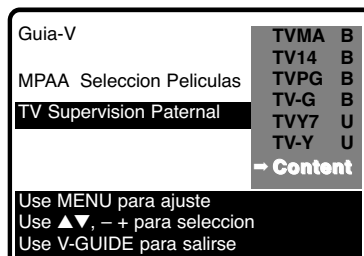 Guia-V
MPAA Seleccion Peliculas
TV Supervision Paternal
TVMA B
TV14 B
TVPG B
TV-G B
TVY7 U
TV-Y U
➡ Content
Use MENU para ajuste
Use ▲▼, – + para seleccion
Use V-GUIDE para salirse